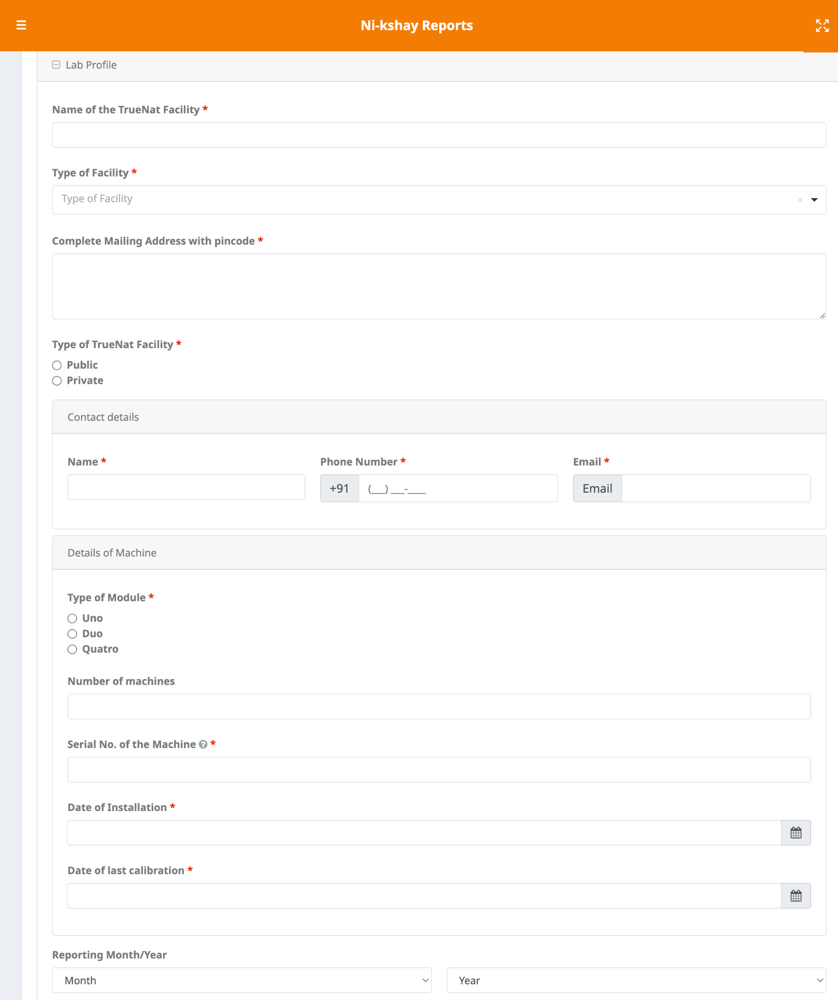 Ni-kshay Reports
Lab Profile
Name of the TrueNat Facility *
Type of Facility *
Type of Facility
Complete Mailing Address with pincode *
Type of TrueNat Facility *
Public
Private
Contact details
Name * Phone Number * Email *
+91 (___) ___-____ Email
Details of Machine
Type of Module *
Uno
Duo
Quatro
Number of machines
Serial No. of the Machine *
Date of Installation *
Date of last calibration *
Reporting Month/Year
Month Year